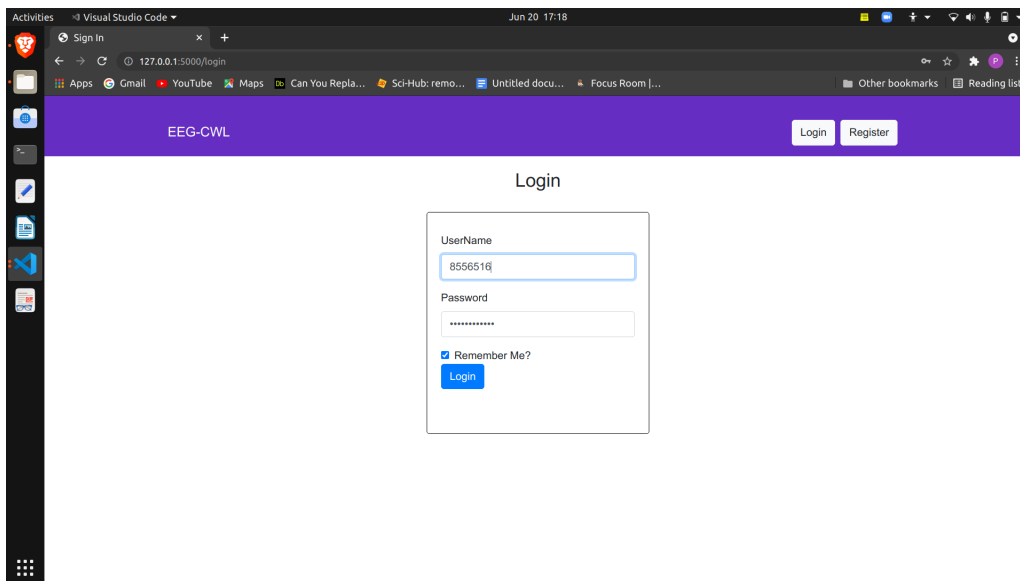 Activities Visual Studio Code Jun 20 17:18
Sign In
127.0.0.1:5000/login P
Apps Gmail YouTube Maps Db Can You Repla... Sci-Hub: remo... Untitled docu... Focus Room |... Other bookmarks Reading list
EEG-CWL Login Register
Login
UserName
8556516
Password
••••••••••••
Remember Me?
Login